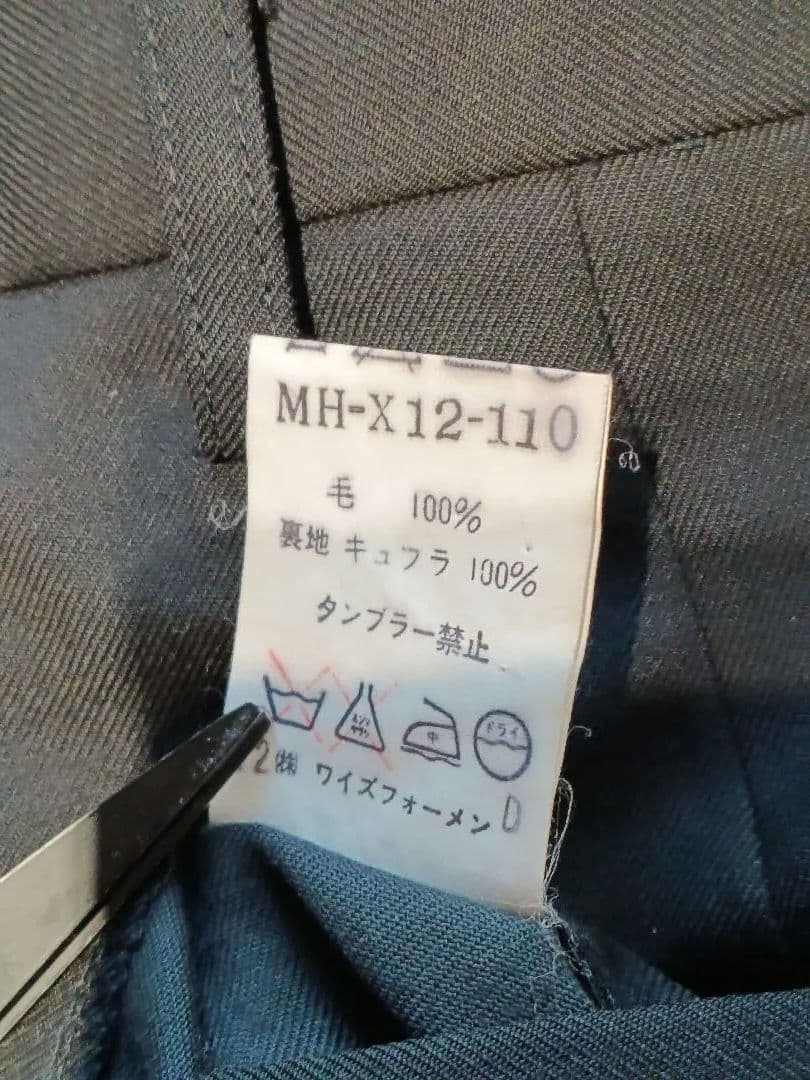 MH-X12-110
毛 100%
裏地 キュフラ 100%
タンブラー禁止
中 ドライ
2㈱ ワイズフォーメン D